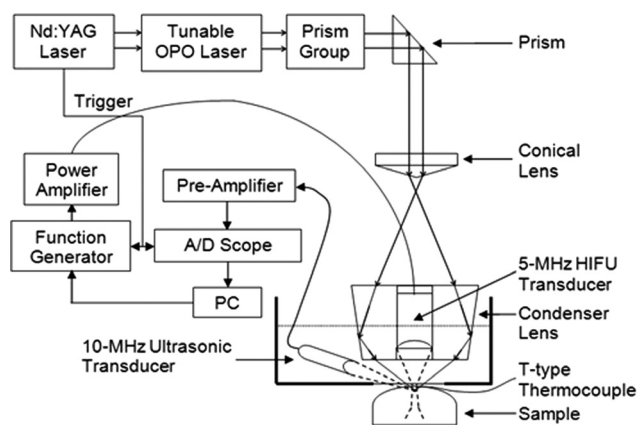 Nd:YAG
Laser
Tunable
OPO Laser
Prism
Group
Prism
Trigger
Conical
Lens
Power
Amplifier
Pre-Amplifier
Function
Generator
A/D Scope
PC
5-MHz HIFU
Transducer
Condenser
Lens
10-MHz Ultrasonic
Transducer
T-type
Thermocouple
Sample